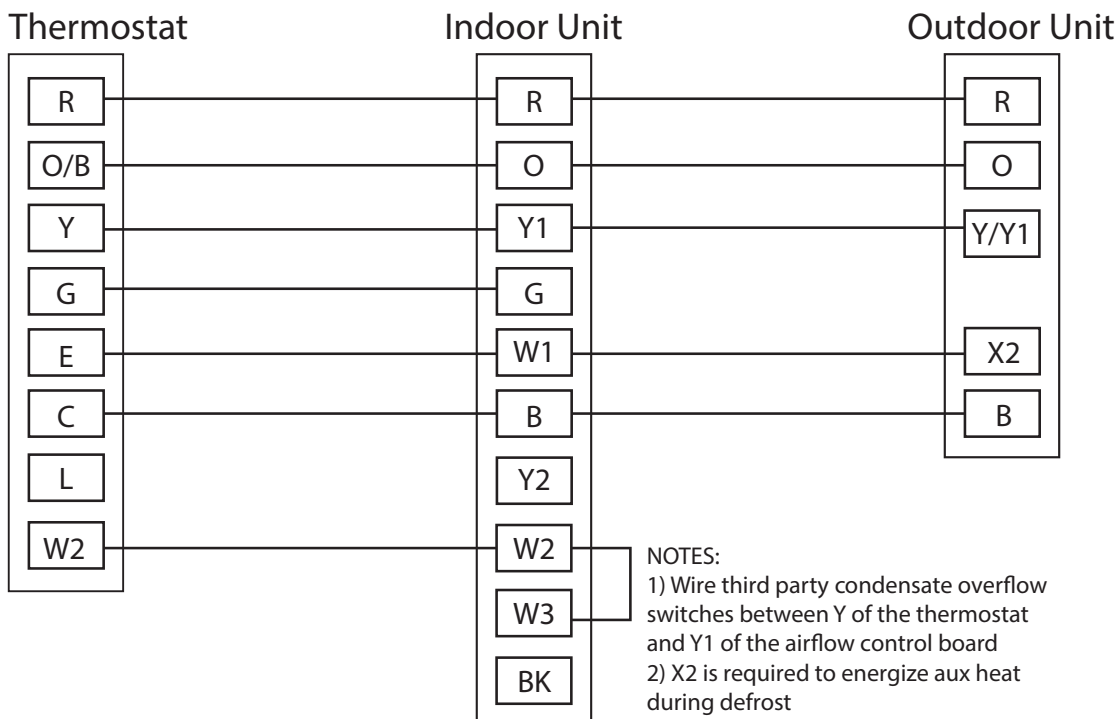 Thermostat Indoor Unit Outdoor Unit
R R R
O/B O O
Y Y1 Y/Y1
G G
E W1 X2
C B B
L Y2
W2 W2
W3
BK
NOTES:
1) Wire third party condensate overflow
switches between Y of the thermostat
and Y1 of the airflow control board
2) X2 is required to energize aux heat
during defrost